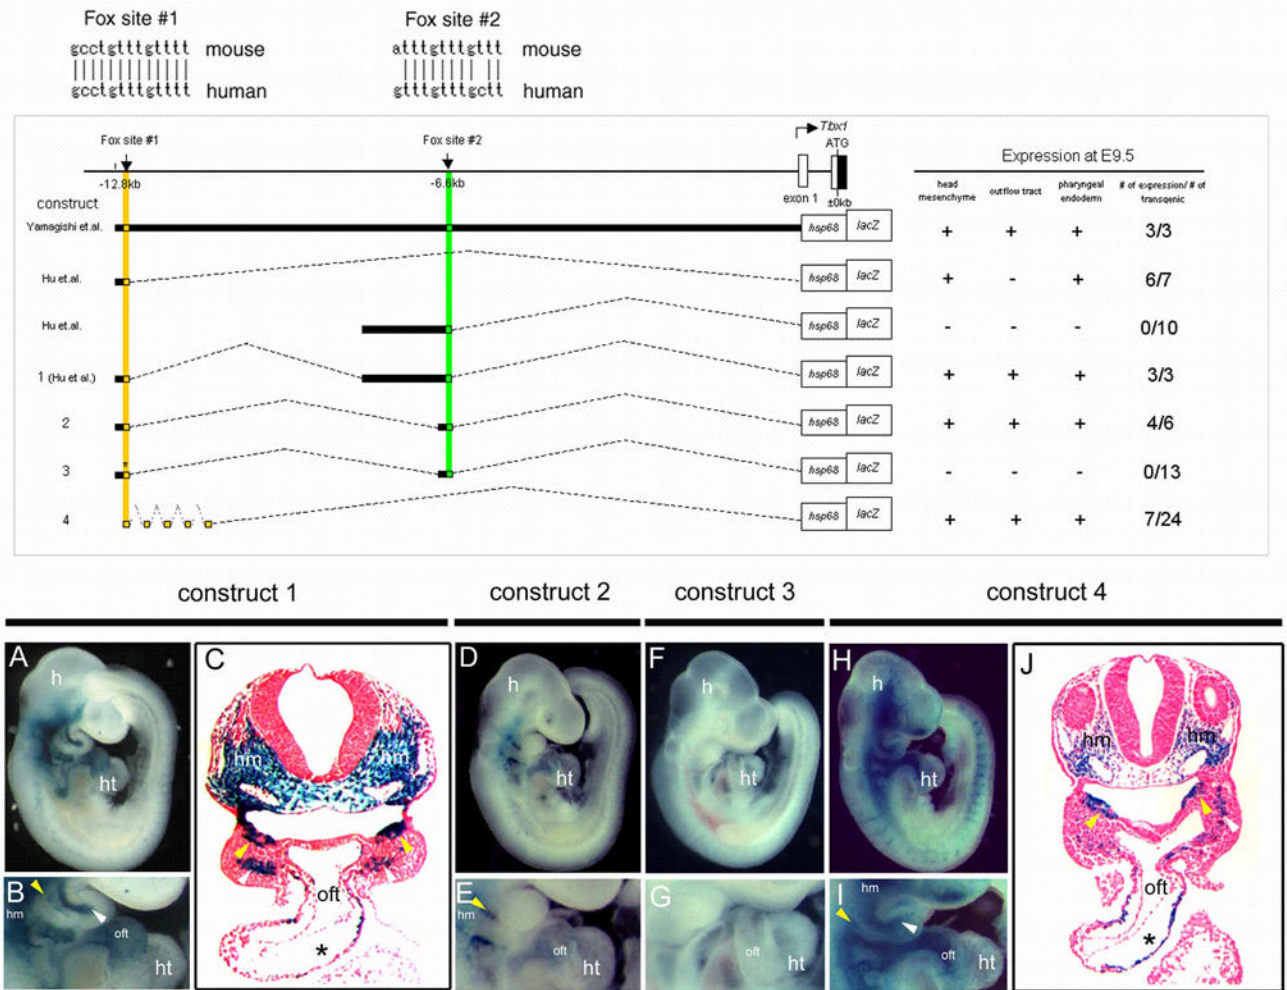 Fox site #1 Fox site #2
gcctgtttgtttt mouse atttgtttgttt mouse
gcctgtttgtttt human gtttgtttgctt human
Fox site #1 Fox site #2 Tbx1
ATG
-12.8kb -6.6kb exon 1 ±0kb
Expression at E9.5
construct head mesenchyme outflow tract pharyngeal endoderm # of expression/ # of transgenic
Yamagishi et.al. hsp68 lacZ + + + 3/3
Hu et.al. hsp68 lacZ + - + 6/7
Hu et.al. hsp68 lacZ - - - 0/10
1 (Hu et al.) hsp68 lacZ + + + 3/3
2 hsp68 lacZ + + + 4/6
*
3 hsp68 lacZ - - - 0/13
4 hsp68 lacZ + + + 7/24
construct 1 construct 2 construct 3 construct 4
A h ht
C hm hm oft *
D h ht
F h ht
H h ht
J hm hm oft *
B hm oft ht
E hm oft ht
G oft ht
I hm oft ht